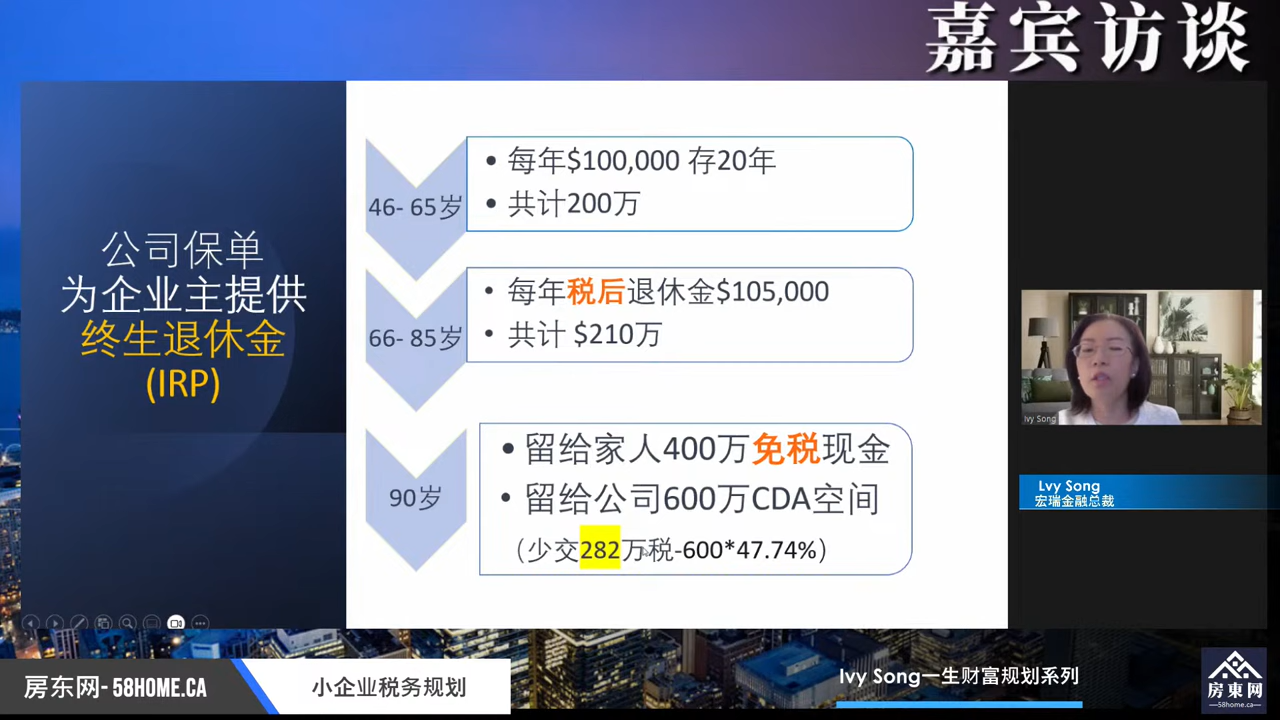 嘉宾访谈
公司保单
为企业主提供
终生退休金
(IRP)
46- 65岁
• 每年$100,000 存20年
• 共计200万
66- 85岁
• 每年税后退休金$105,000
• 共计 $210万
90岁
• 留给家人400万免税现金
• 留给公司600万CDA空间
（少交282万税-600*47.74%）
Ivy Song
Lvy Song
宏瑞金融总裁
房东网- 58HOME.CA
小企业税务规划
Ivy Song一生财富规划系列
房東网
—58home.ca—